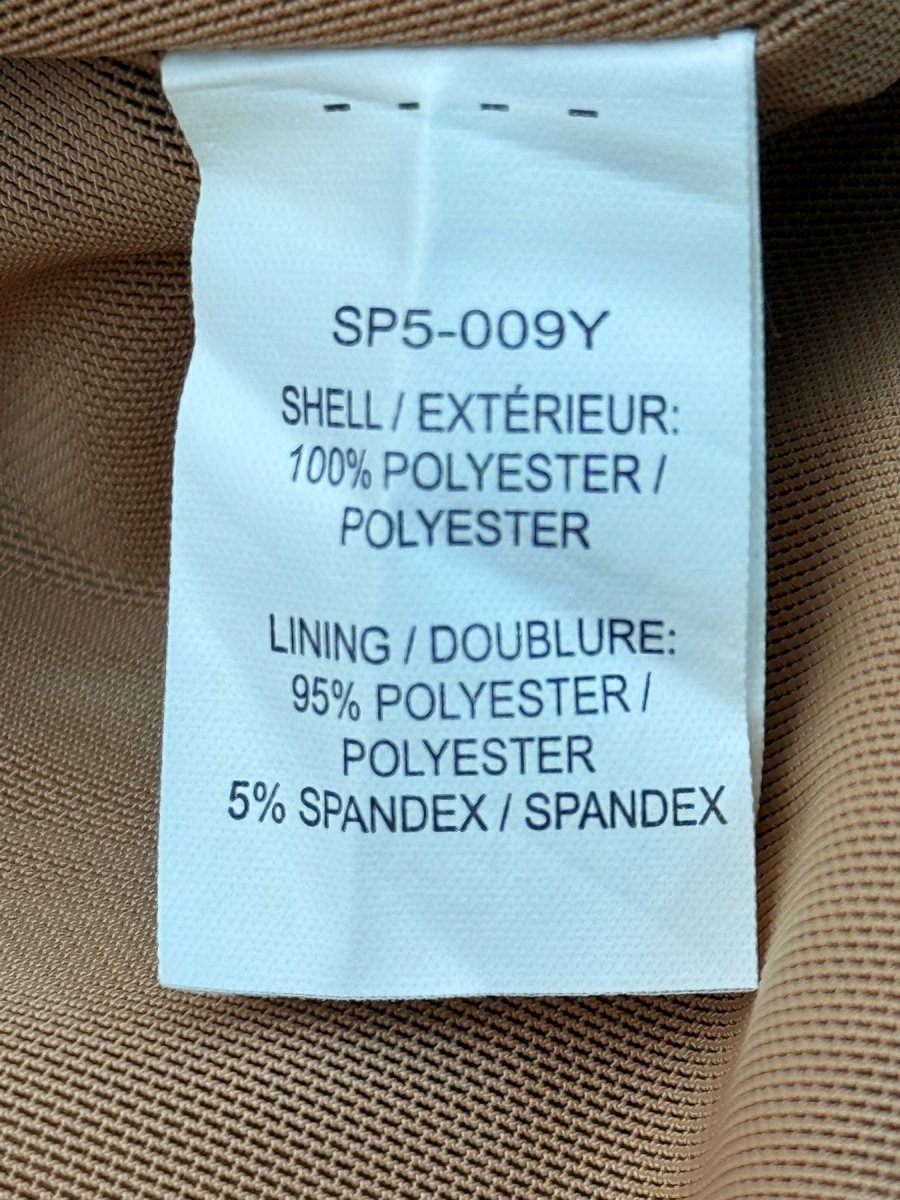 SP5-009Y
SHELL / EXTÉRIEUR:
100% POLYESTER /
POLYESTER
LINING / DOUBLURE:
95% POLYESTER /
POLYESTER
5% SPANDEX / SPANDEX